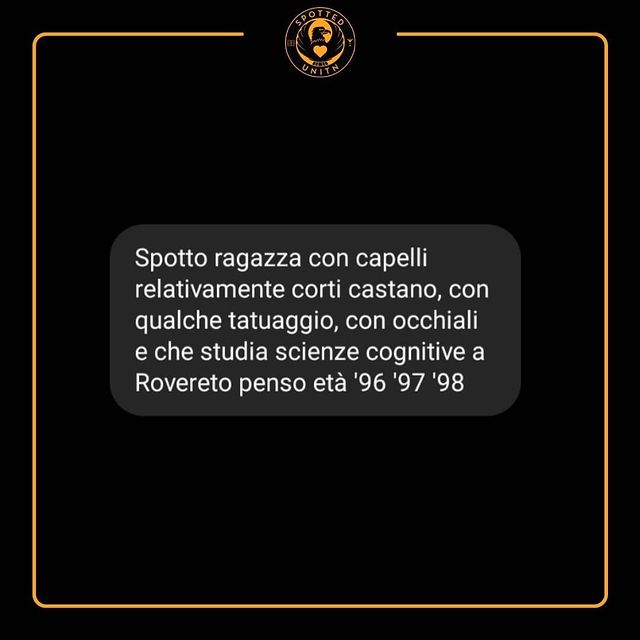 SPOTTED
UNITN
Spotto ragazza con capelli
relativamente corti castano, con
qualche tatuaggio, con occhiali
e che studia scienze cognitive a
Rovereto penso età '96 '97 '98